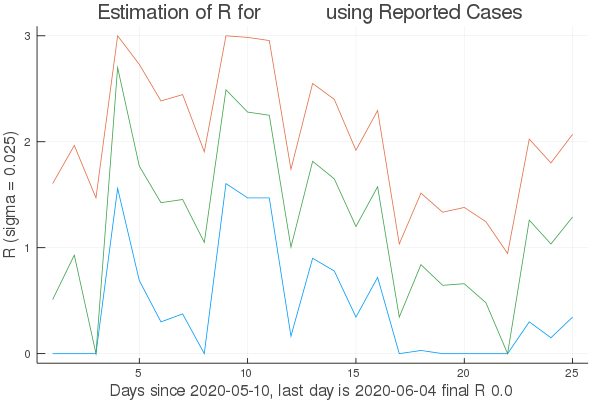 Estimation of R for using Reported Cases
3
2
1
0
R (sigma = 0.025)
5 10 15 20 25
Days since 2020-05-10, last day is 2020-06-04 final R 0.0